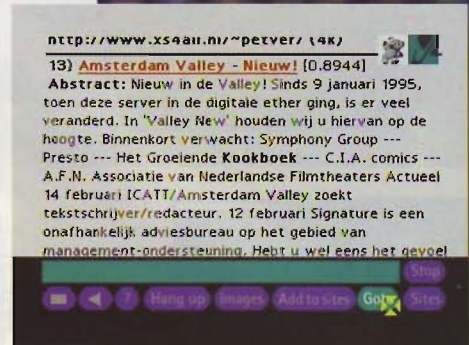 http://www.xs4all.nl/~petver/ (4k)
13) Amsterdam Valley - Nieuw! [0.8944]
Abstract: Nieuw in de Valley! Sinds 9 januari 1995,
toen deze server in de digitale ether ging, is er veel
veranderd. In 'Valley New' houden wij u hiervan op de
hoogte. Binnenkort verwacht: Symphony Group ---
Presto --- Het Groeiende Kookboek --- C.I.A. comics ---
A.F.N. Associatie van Nederlandse Filmtheaters Actueel
14 februari ICATT/Amsterdam Valley zoekt
tekstschrijver/redacteur. 12 februari Signature is een
onafhankelijk adviesbureau op het gebied van
management-ondersteuning. Hebt u wel eens het gevoel
Stop
? Hang up Images Add to sites Goto Sites